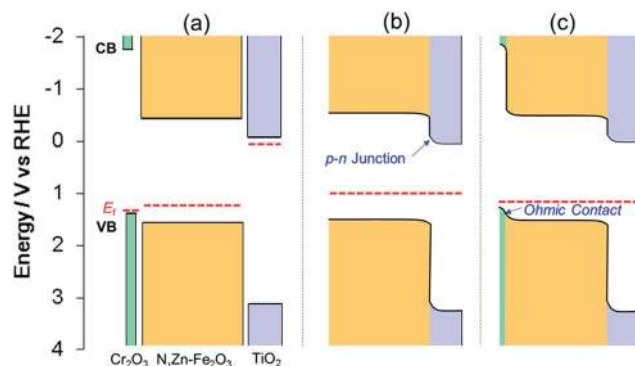 (a)
(b)
(c)
Energy / V vs RHE
-2
-1
0
1
2
3
4
CB
E_f
VB
p-n Junction
Ohmic Contact
Cr₂O₃
N,Zn-Fe₂O₃
TiO₂